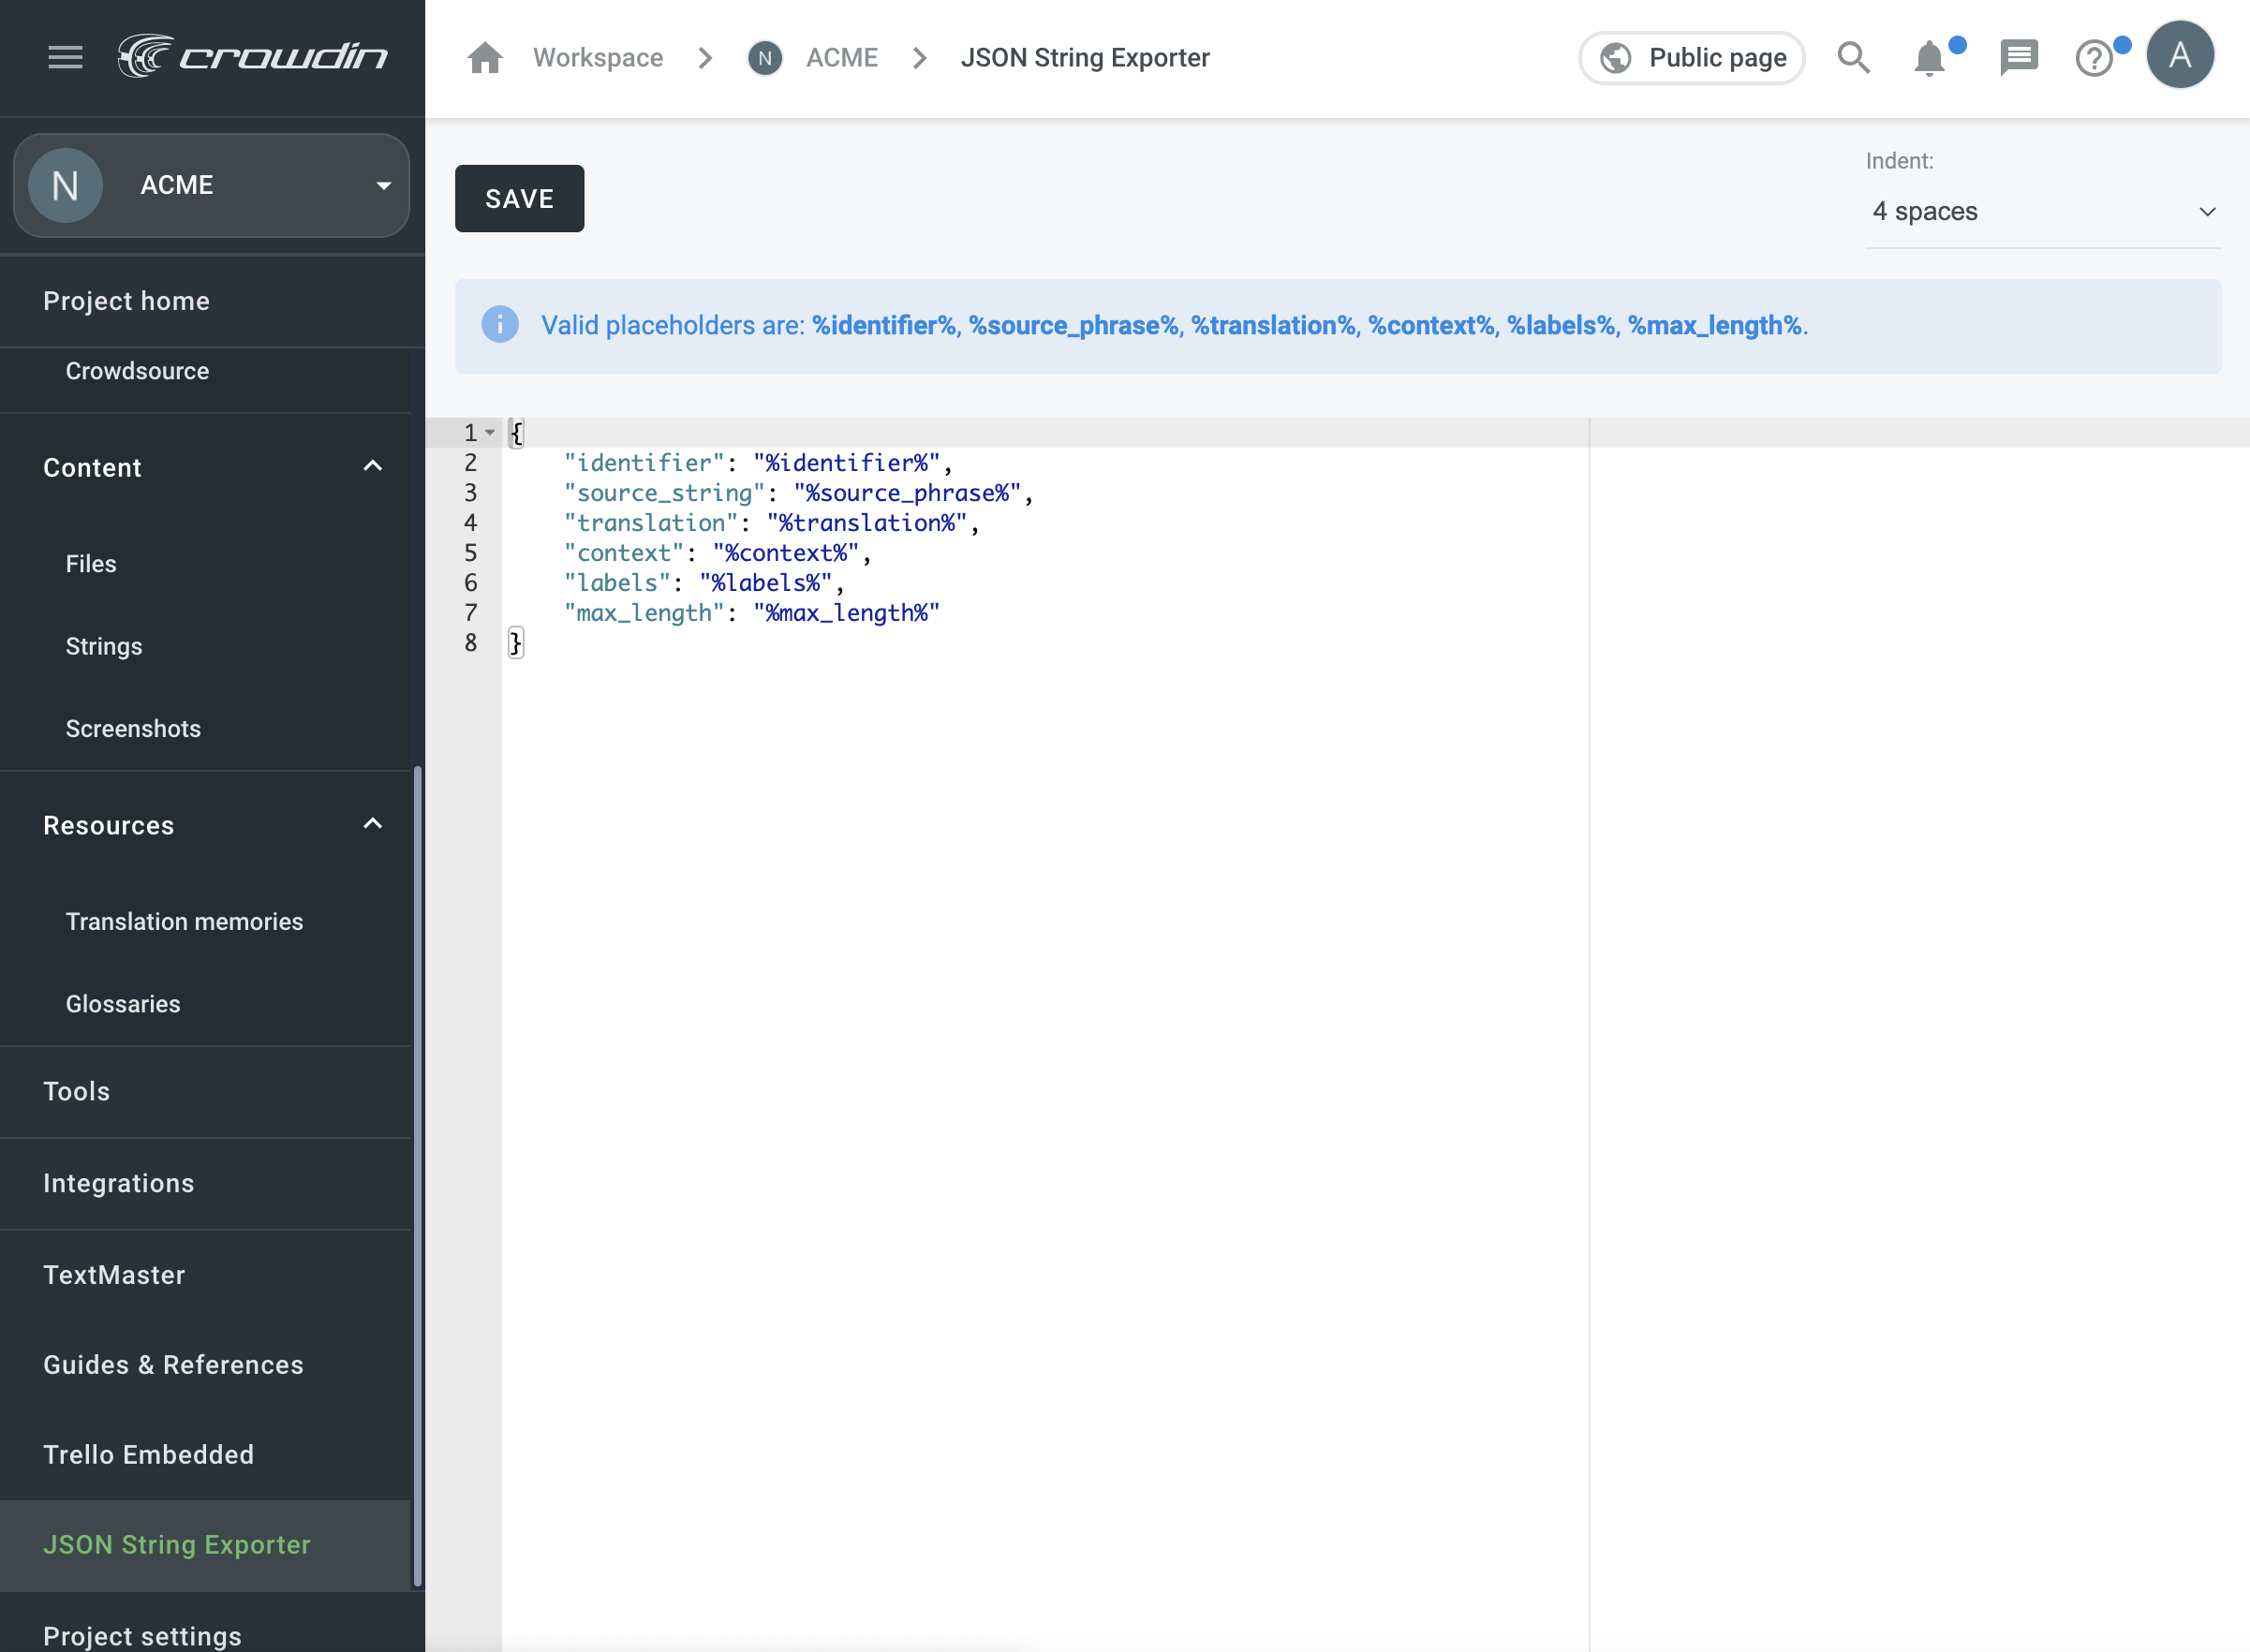 crowdin
Workspace
N
ACME
JSON String Exporter
Public page
A
N
ACME
SAVE
Indent:
4 spaces
Valid placeholders are: %identifier%, %source_phrase%, %translation%, %context%, %labels%, %max_length%.
Project home
Crowdsource
Content
Files
Strings
Screenshots
Resources
Translation memories
Glossaries
Tools
Integrations
TextMaster
Guides & References
Trello Embedded
JSON String Exporter
Project settings
1 {
2 "identifier": "%identifier%",
3 "source_string": "%source_phrase%",
4 "translation": "%translation%",
5 "context": "%context%",
6 "labels": "%labels%",
7 "max_length": "%max_length%"
8 }